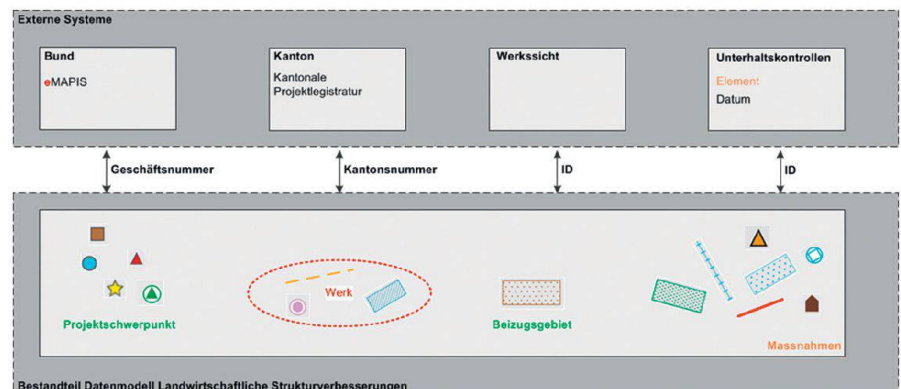 Externe Systeme
Bund
eMAPIS
Kanton
Kantonale
Projektlegistratur
Werkssicht
Unterhaltskontrollen
Element
Datum
Geschäftsnummer
Kantonsnummer
ID
ID
Werk
Projektschwerpunkt
Beizugsgebiet
Massnahmen
Bestandteil Datenmodell Landwirtschaftliche Strukturverbesserungen